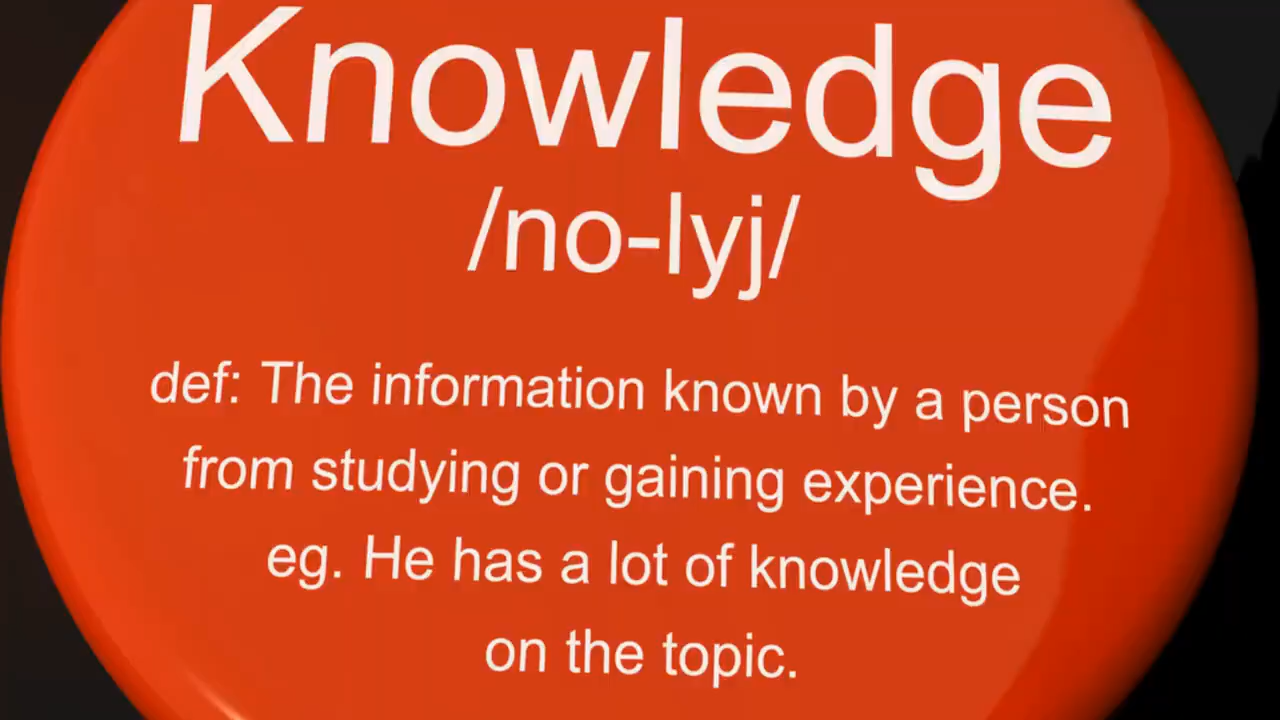 Knowledge
/no-lyj/
def: The information known by a person
from studying or gaining experience.
eg. He has a lot of knowledge
on the topic.